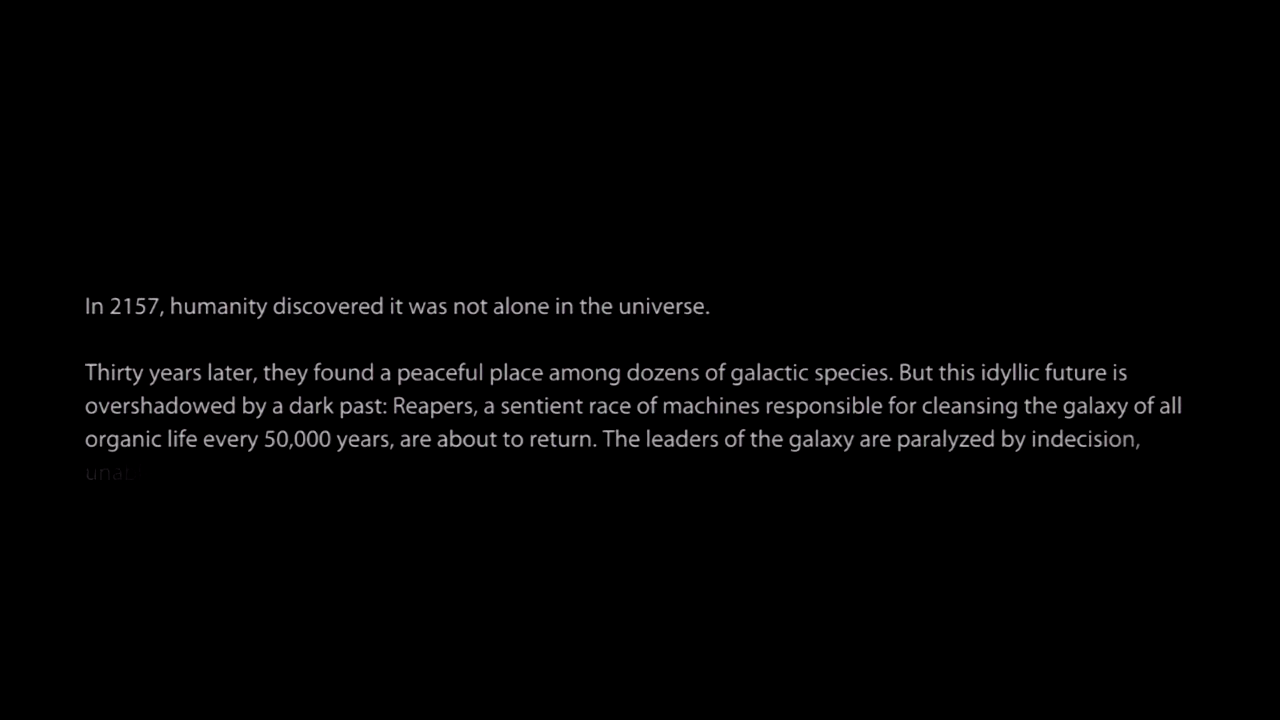 In 2157, humanity discovered it was not alone in the universe.
Thirty years later, they found a peaceful place among dozens of galactic species. But this idyllic future is
overshadowed by a dark past: Reapers, a sentient race of machines responsible for cleansing the galaxy of all
organic life every 50,000 years, are about to return. The leaders of the galaxy are paralyzed by indecision,